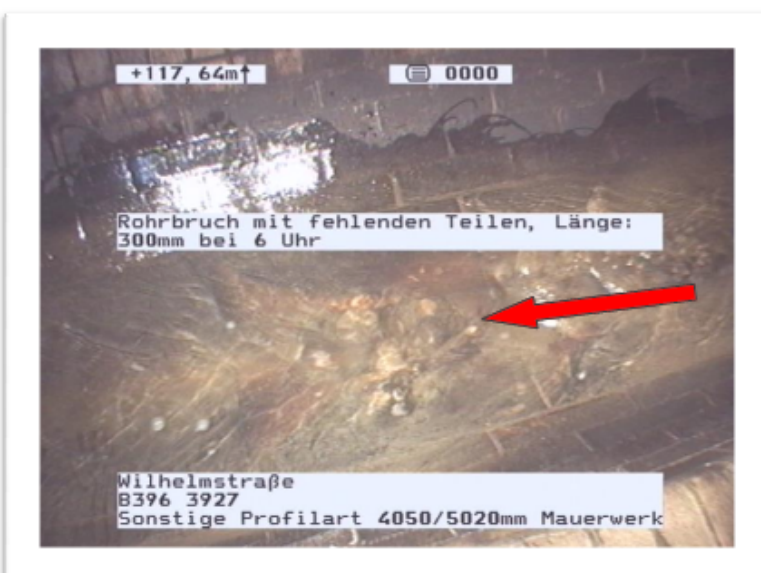 +117,64m↑
0000
Rohrbruch mit fehlenden Teilen, Länge:
300mm bei 6 Uhr
Wilhelmstraße
B396 3927
Sonstige Profilart 4050/5020mm Mauerwerk